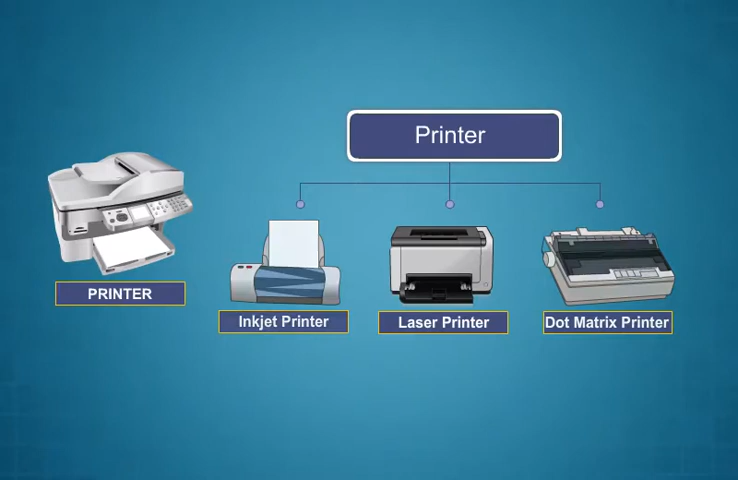 Printer
PRINTER
Inkjet Printer
Laser Printer
Dot Matrix Printer